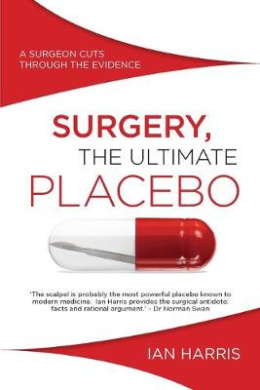 A SURGEON CUTS
THROUGH THE EVIDENCE
SURGERY,
THE ULTIMATE
PLACEBO
'The scalpel is probably the most powerful placebo known to
modern medicine. Ian Harris provides the surgical antidote:
facts and rational argument.' - Dr Norman Swan
IAN HARRIS